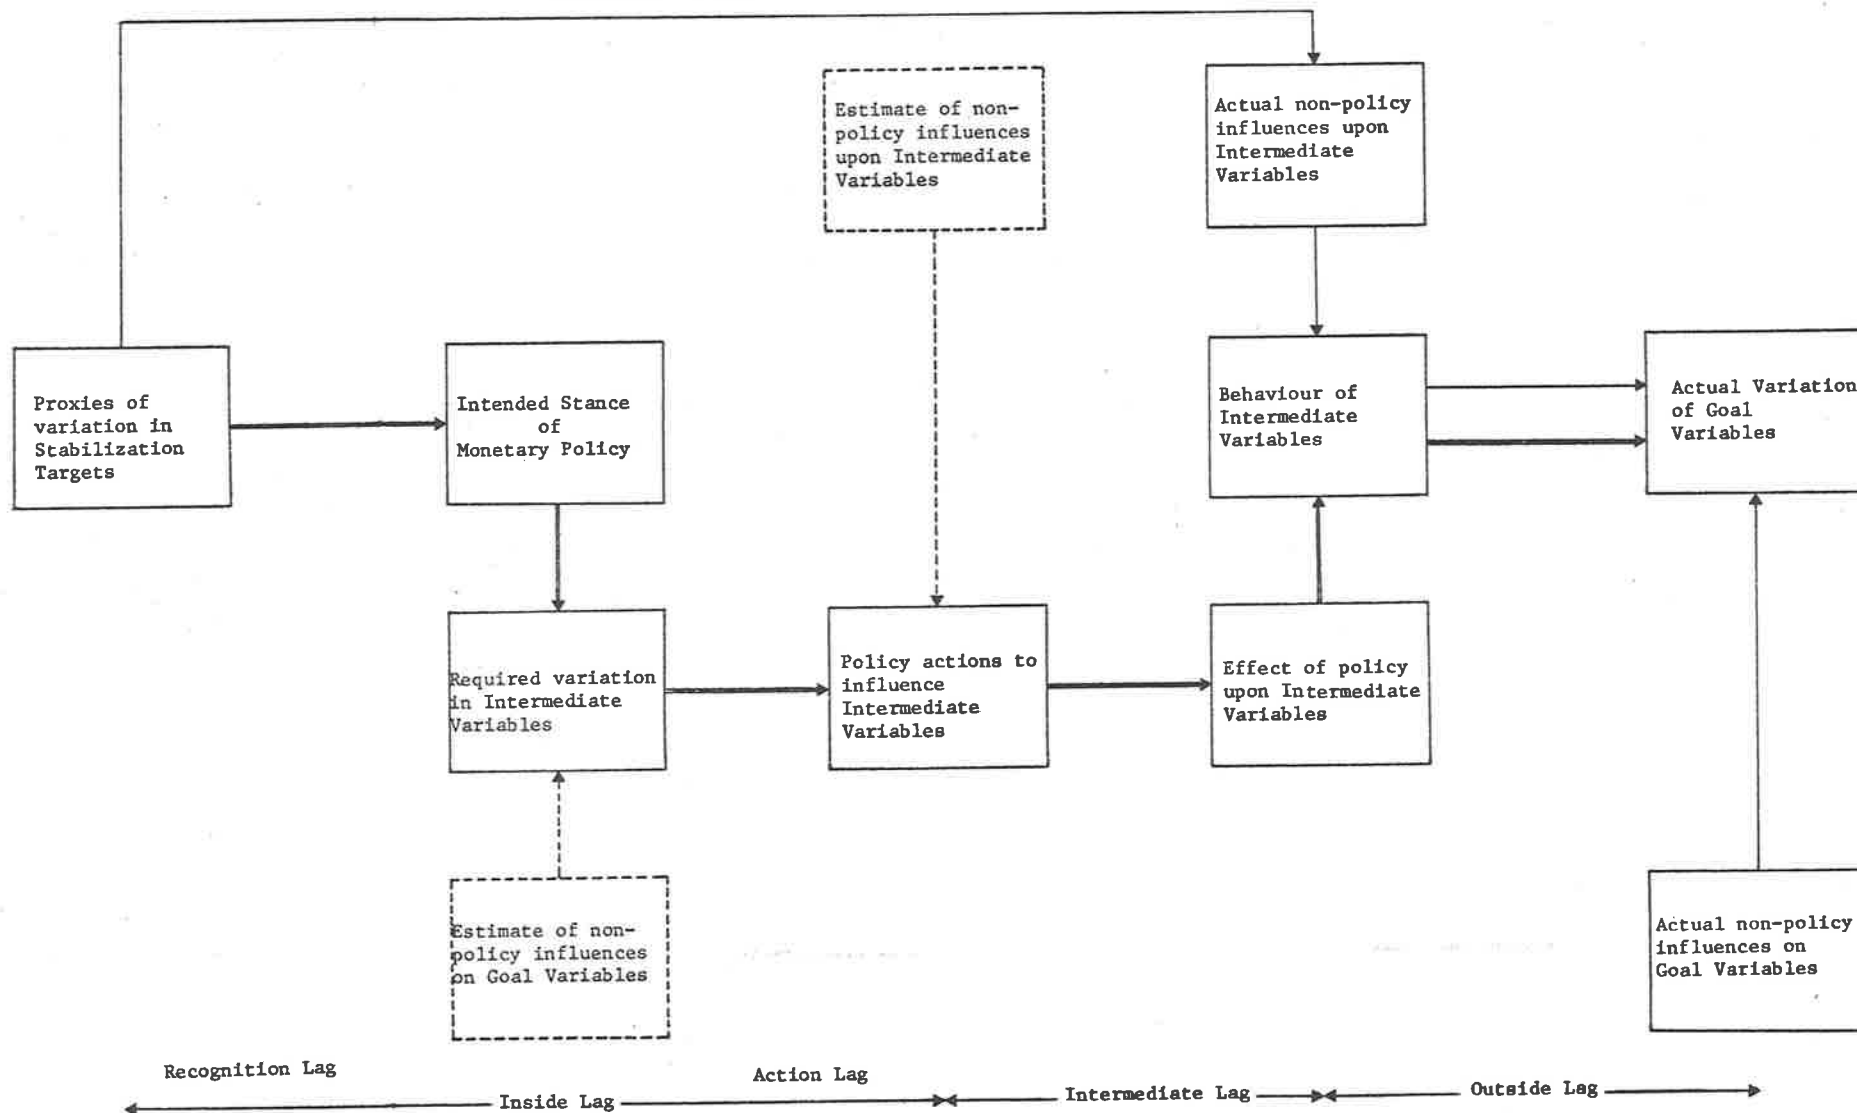 Estimate of non-
policy influences
upon Intermediate
Variables
Actual non-policy
influences upon
Intermediate
Variables
Proxies of
variation in
Stabilization
Targets
Intended Stance
of
Monetary Policy
Behaviour of
Intermediate
Variables
Actual Variation
of Goal
Variables
Required variation
in Intermediate
Variables
Policy actions to
influence
Intermediate
Variables
Effect of policy
upon Intermediate
Variables
Estimate of non-
policy influences
on Goal Variables
Actual non-policy
influences on
Goal Variables
Recognition Lag
Action Lag
Inside Lag
Intermediate Lag
Outside Lag